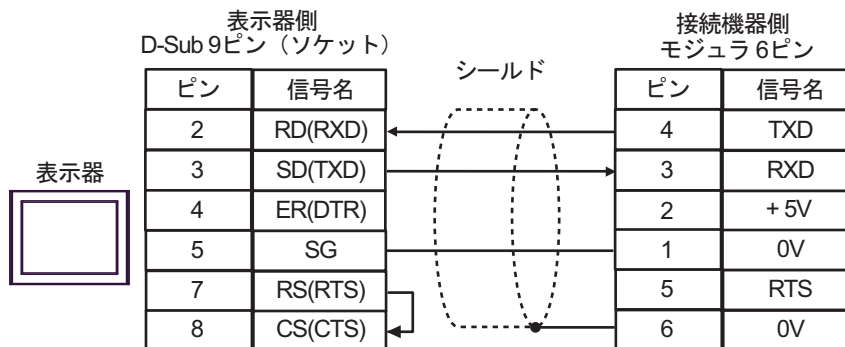 表示器側
D-Sub 9ピン（ソケット）
接続機器側
モジュラ 6ピン
シールド
表示器
ピン 信号名
2 RD(RXD)
3 SD(TXD)
4 ER(DTR)
5 SG
7 RS(RTS)
8 CS(CTS)
ピン 信号名
4 TXD
3 RXD
2 + 5V
1 0V
5 RTS
6 0V